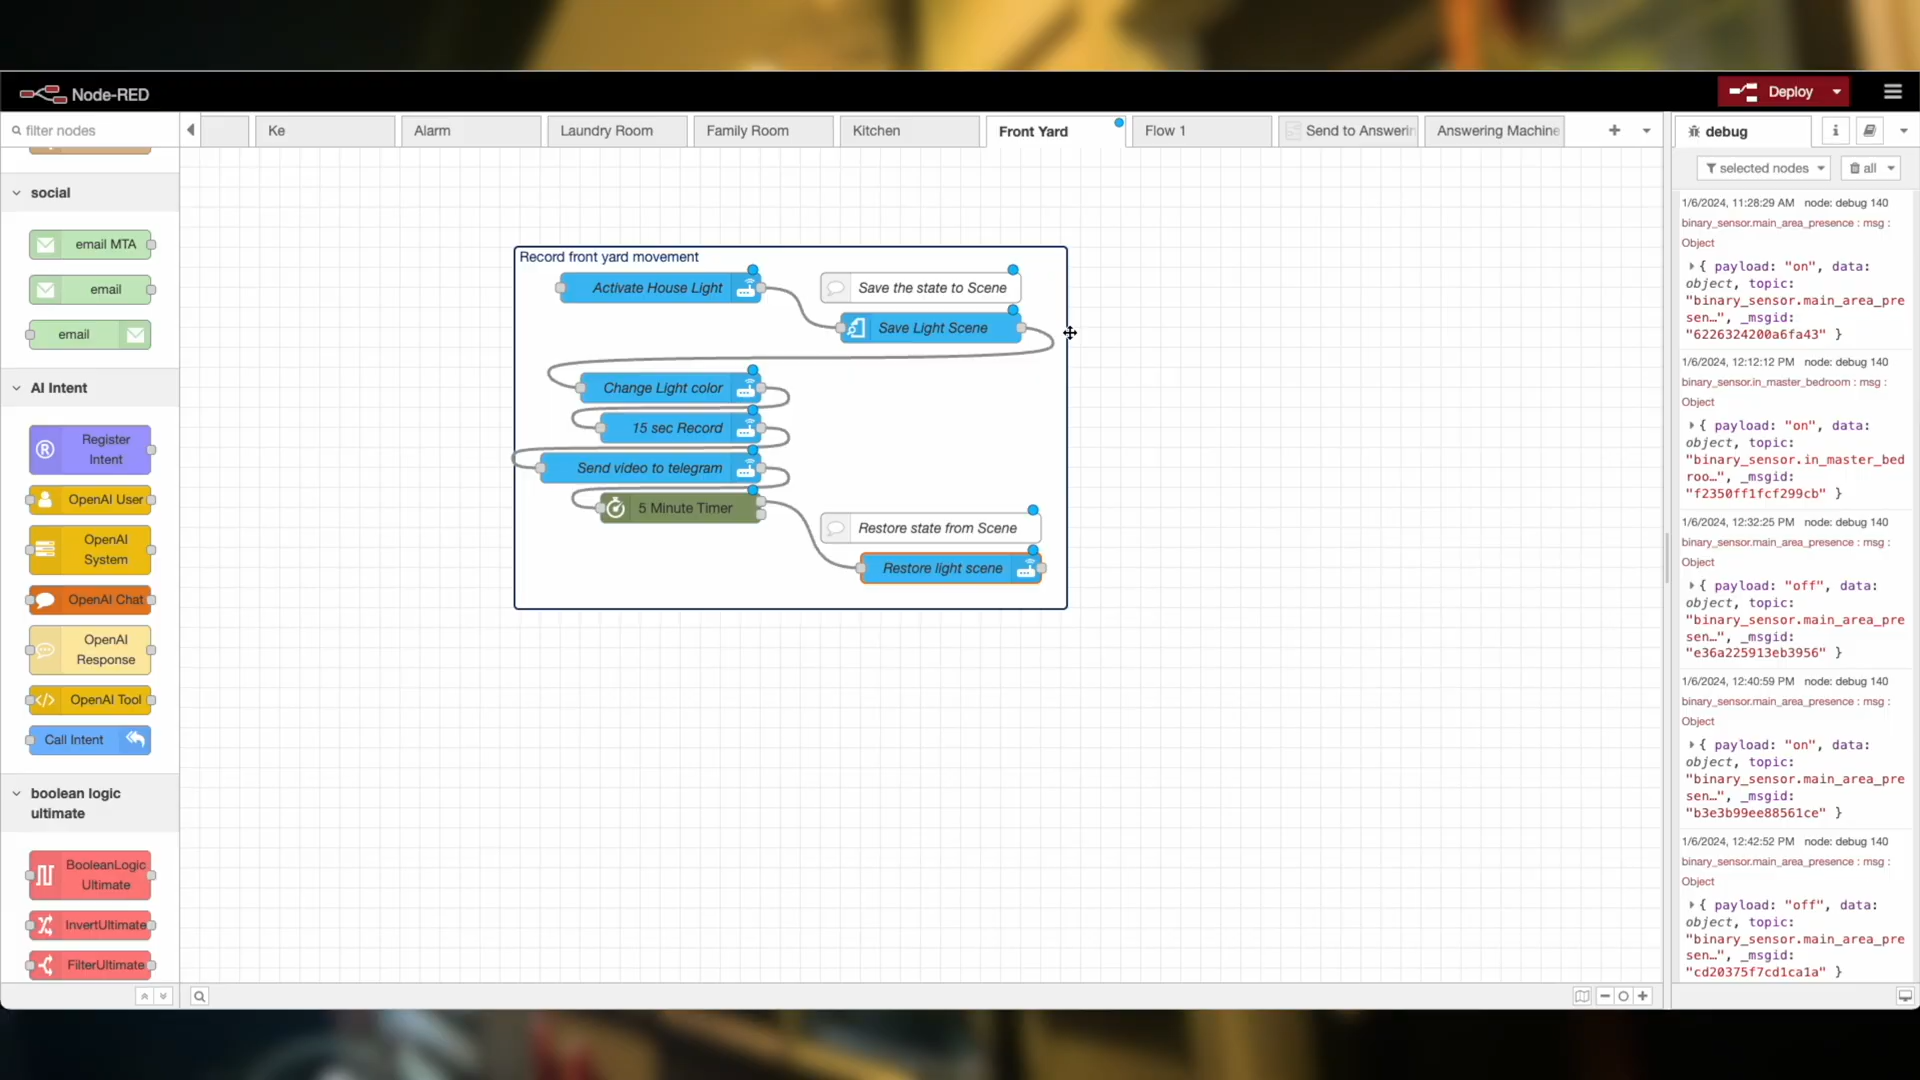 Node-RED
Deploy
filter nodes
Ke
Alarm
Laundry Room
Family Room
Kitchen
Front Yard
Flow 1
Send to Answerin
Answering Machine
debug
i
selected nodes
all
social
email MTA
email
email
AI Intent
Register
Intent
OpenAI User
OpenAI
System
OpenAI Chat
OpenAI
Response
OpenAI Tool
Call Intent
boolean logic
ultimate
BooleanLogic
Ultimate
InvertUltimate
FilterUltimate
Record front yard movement
Activate House Light
Save the state to Scene
Save Light Scene
Change Light color
15 sec Record
Send video to telegram
5 Minute Timer
Restore state from Scene
Restore light scene
1/6/2024, 11:28:29 AM node: debug 140
binary_sensor.main_area_presence : msg :
Object
{ payload: "on", data:
object, topic:
"binary_sensor.main_area_pre
sen…", _msgid:
"6226324200a6fa43" }
1/6/2024, 12:12:12 PM node: debug 140
binary_sensor.in_master_bedroom : msg :
Object
{ payload: "on", data:
object, topic:
"binary_sensor.in_master_bed
roo…", _msgid:
"f2350ff1fcf299cb" }
1/6/2024, 12:32:25 PM node: debug 140
binary_sensor.main_area_presence : msg :
Object
{ payload: "off", data:
object, topic:
"binary_sensor.main_area_pre
sen…", _msgid:
"e36a225913eb3956" }
1/6/2024, 12:40:59 PM node: debug 140
binary_sensor.main_area_presence : msg :
Object
{ payload: "on", data:
object, topic:
"binary_sensor.main_area_pre
sen…", _msgid:
"b3e3b99ee88561ce" }
1/6/2024, 12:42:52 PM node: debug 140
binary_sensor.main_area_presence : msg :
Object
{ payload: "off", data:
object, topic:
"binary_sensor.main_area_pre
sen…", _msgid:
"cd20375f7cd1ca1a" }